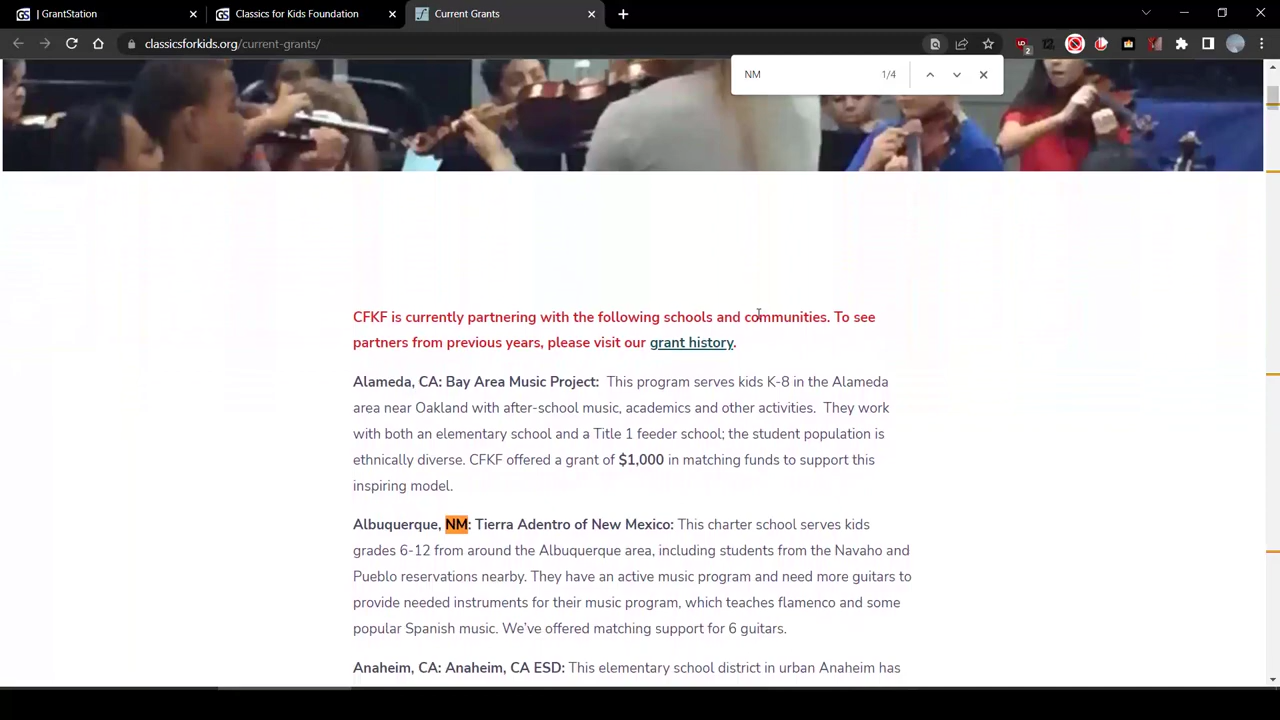 | GrantStation
Classics for Kids Foundation
Current Grants
classicsforkids.org/current-grants/
NM 1/4
CFKF is currently partnering with the following schools and communities. To see
partners from previous years, please visit our grant history.
Alameda, CA: Bay Area Music Project: This program serves kids K-8 in the Alameda
area near Oakland with after-school music, academics and other activities. They work
with both an elementary school and a Title 1 feeder school; the student population is
ethnically diverse. CFKF offered a grant of $1,000 in matching funds to support this
inspiring model.
Albuquerque, NM: Tierra Adentro of New Mexico: This charter school serves kids
grades 6-12 from around the Albuquerque area, including students from the Navaho and
Pueblo reservations nearby. They have an active music program and need more guitars to
provide needed instruments for their music program, which teaches flamenco and some
popular Spanish music. We've offered matching support for 6 guitars.
Anaheim, CA: Anaheim, CA ESD: This elementary school district in urban Anaheim has